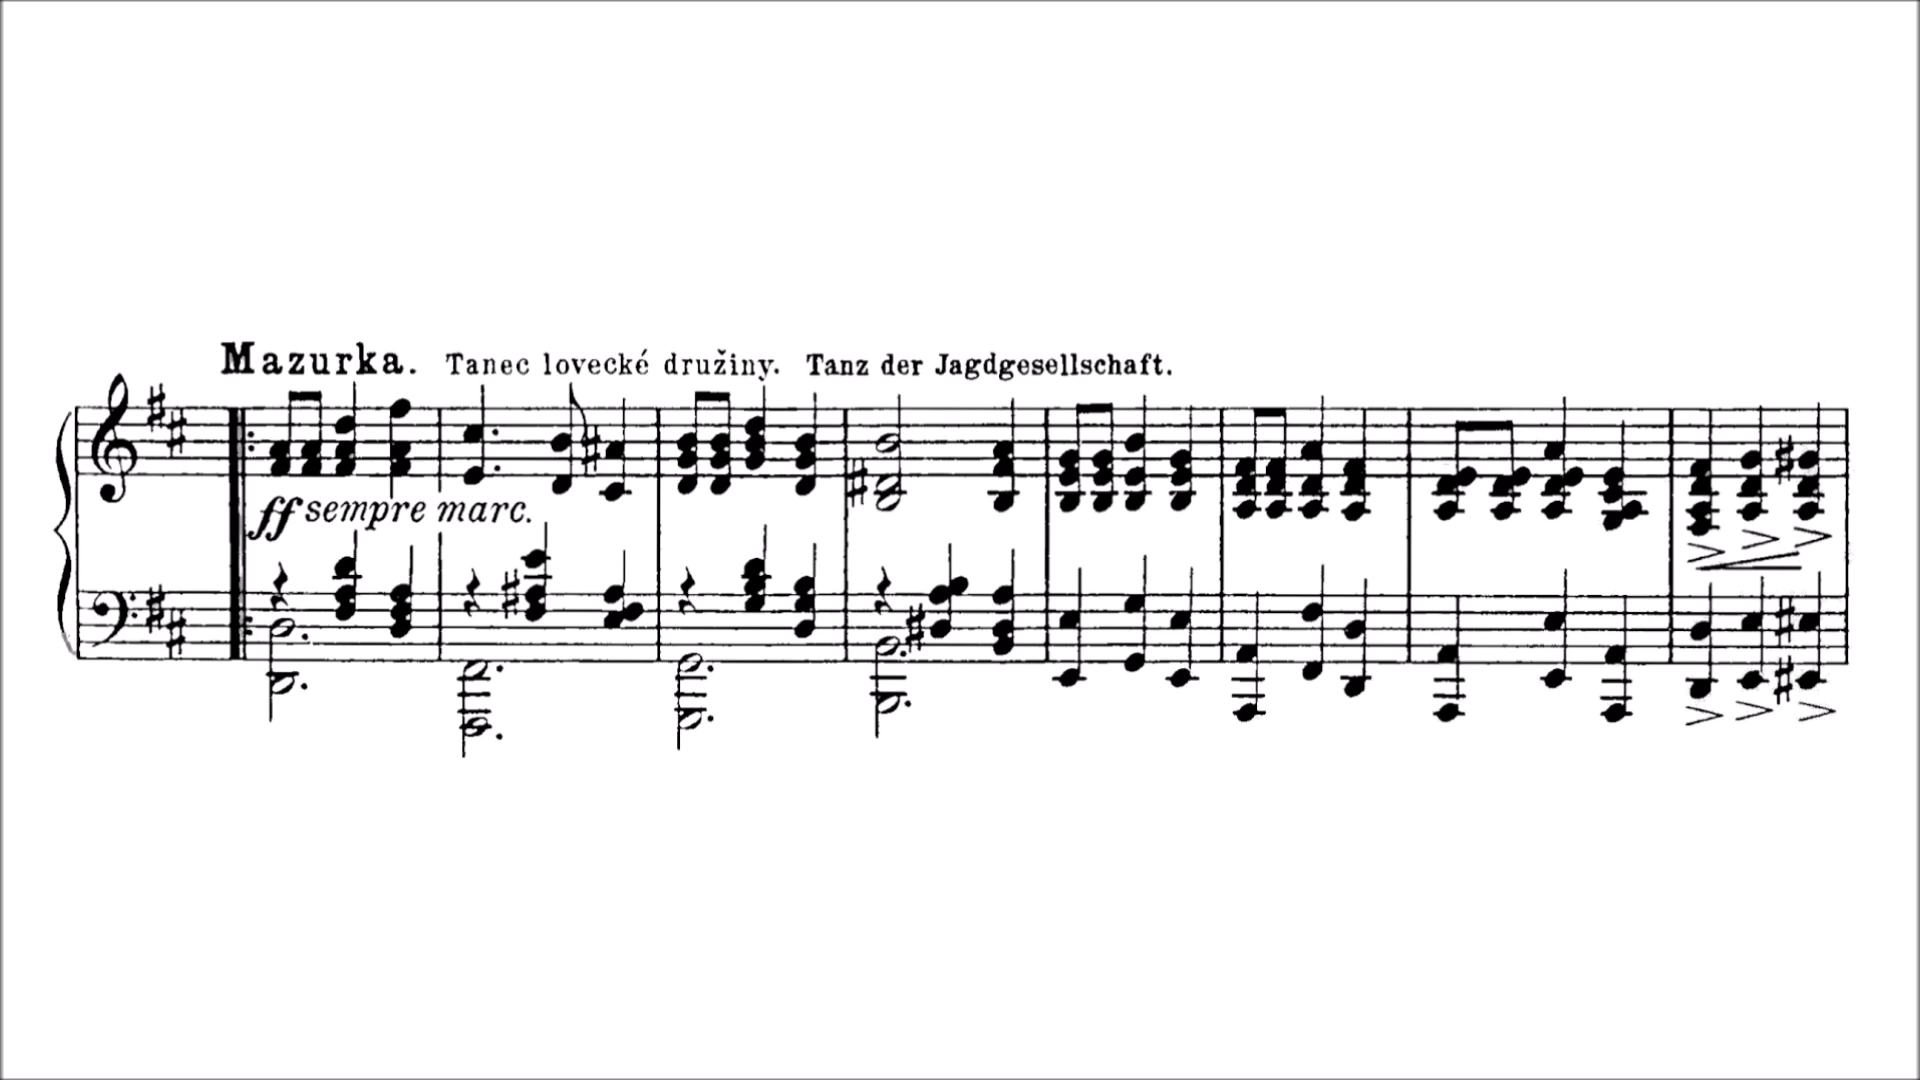 Mazurka. Tanec lovecké družiny. Tanz der Jagdgesellschaft.
ff sempre marc.